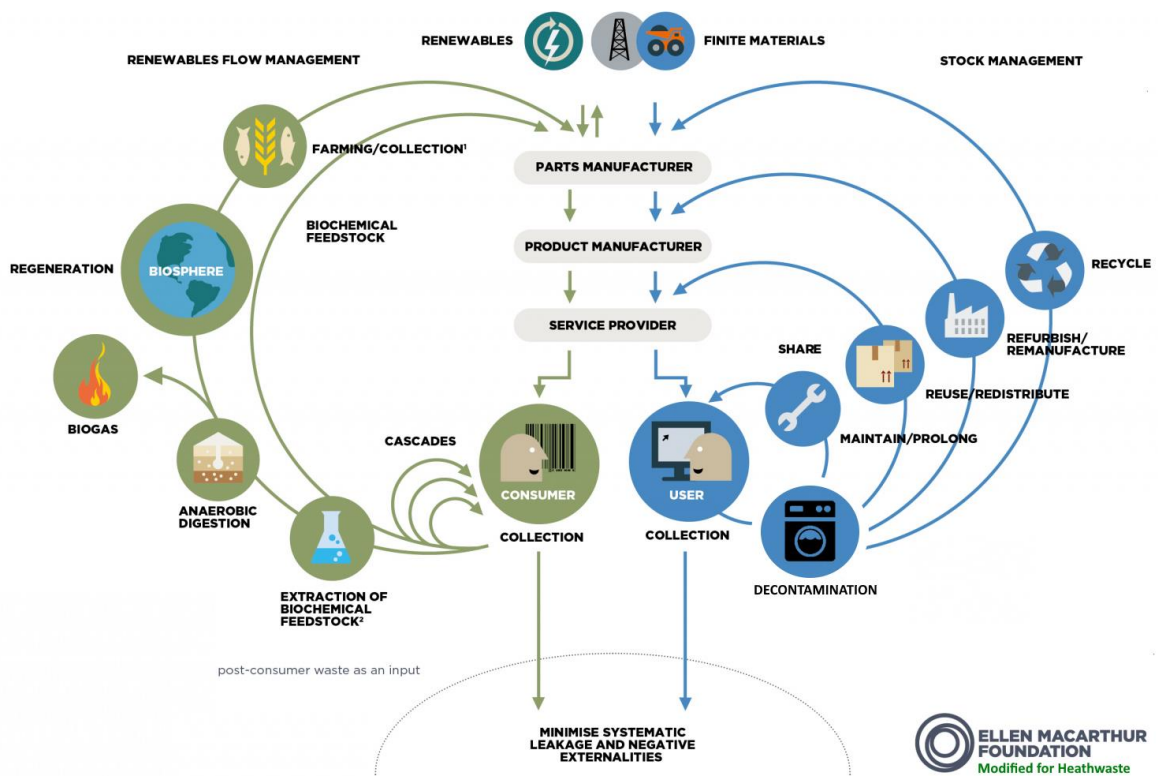 RENEWABLES
FINITE MATERIALS
RENEWABLES FLOW MANAGEMENT
STOCK MANAGEMENT
FARMING/COLLECTION¹
PARTS MANUFACTURER
BIOCHEMICAL
FEEDSTOCK
PRODUCT MANUFACTURER
REGENERATION
BIOSPHERE
RECYCLE
SERVICE PROVIDER
SHARE
REFURBISH/
REMANUFACTURE
REUSE/REDISTRIBUTE
BIOGAS
CASCADES
MAINTAIN/PROLONG
CONSUMER
USER
ANAEROBIC
DIGESTION
COLLECTION
COLLECTION
EXTRACTION OF
BIOCHEMICAL
FEEDSTOCK²
DECONTAMINATION
post-consumer waste as an input
MINIMISE SYSTEMATIC
LEAKAGE AND NEGATIVE
EXTERNALITIES
ELLEN MACARTHUR
FOUNDATION
Modified for Heathwaste